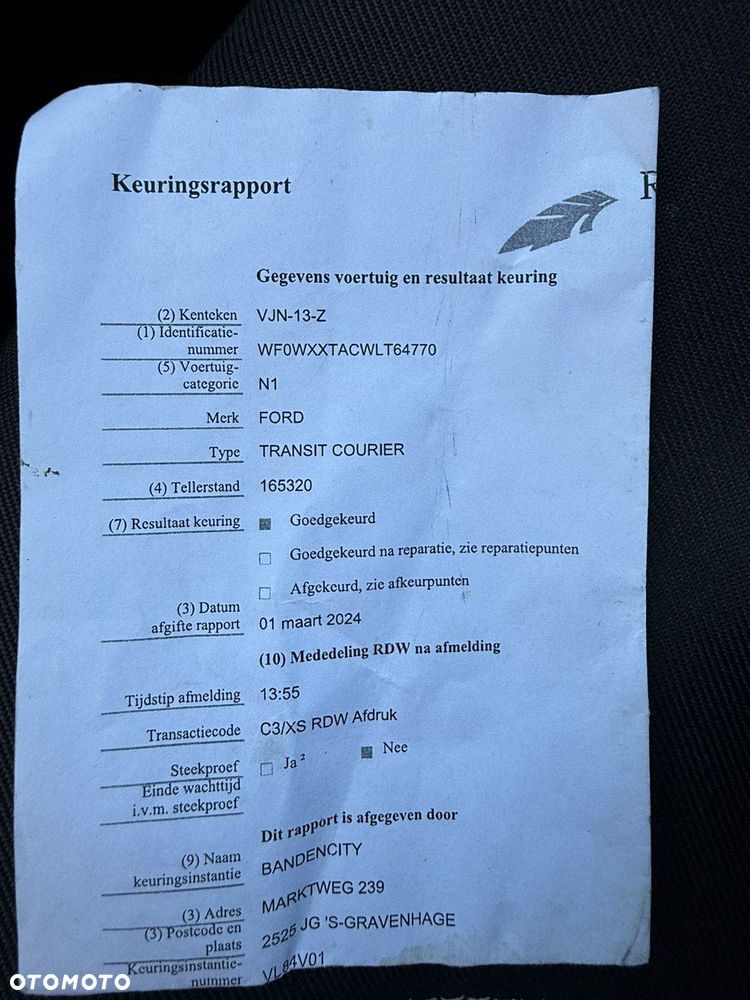 Keuringsrapport
R
Gegevens voertuig en resultaat keuring
(2) Kenteken VJN-13-Z
(1) Identificatie-
nummer WF0WXXTACWLT64770
(5) Voertuig-
categorie N1
Merk FORD
Type TRANSIT COURIER
(4) Tellerstand 165320
(7) Resultaat keuring Goedgekeurd
Goedgekeurd na reparatie, zie reparatiepunten
Afgekeurd, zie afkeurpunten
(3) Datum
afgifte rapport 01 maart 2024
(10) Mededeling RDW na afmelding
Tijdstip afmelding 13:55
Transactiecode C3/XS RDW Afdruk
Steekproef Ja ² Nee
Einde wachttijd
i.v.m. steekproef
Dit rapport is afgegeven door
(9) Naam
keuringsinstantie BANDENCITY
(3) Adres MARKTWEG 239
(3) Postcode en
plaats 2525 JG 'S-GRAVENHAGE
Keuringsinstantie-
nummer VL84V01
OTOMOTO